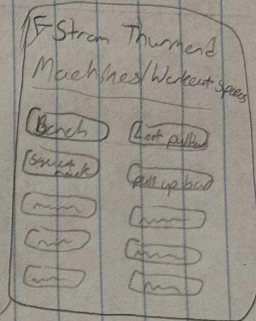 Strom Thurmond
Machines/Workout Spaces
Bench
Lat pulldown
Squat rack
pull up bar